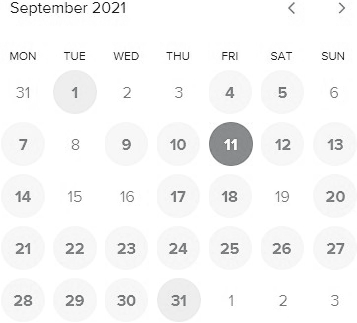 September 2021
MON TUE WED THU FRI SAT SUN
31 1 2 3 4 5 6
7 8 9 10 11 12 13
14 15 16 17 18 19 20
21 22 23 24 25 26 27
28 29 30 31 1 2 3